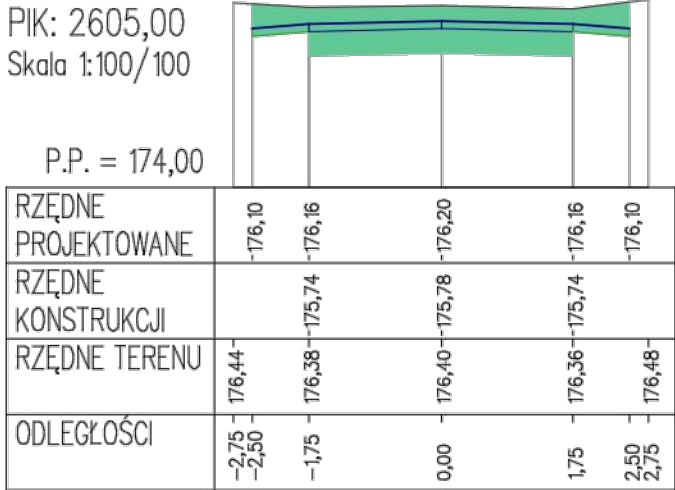 PIK: 2605,00
Skala 1:100/100
P.P. = 174,00
RZĘDNE
PROJEKTOWANE
-176,10 -176,16 -176,20 -176,16 -176,10
RZĘDNE
KONSTRUKCJI
-175,74 -175,78 -175,74
RZĘDNE TERENU
176,44 176,38 176,40 176,36 176,48
ODLEGŁOŚCI
-2,75 -2,50 -1,75 0,00 1,75 2,50 2,75